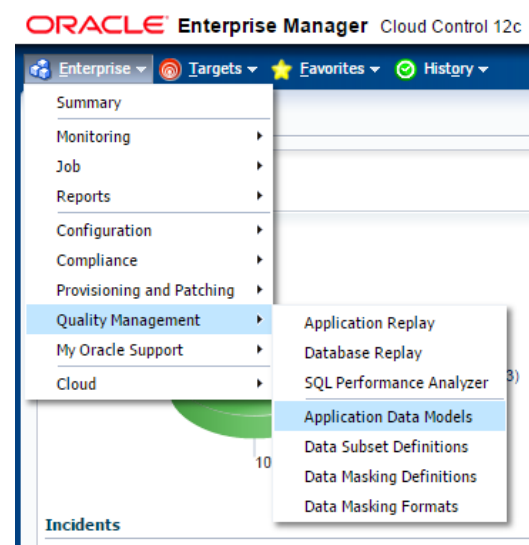 ORACLE Enterprise Manager Cloud Control 12c
Enterprise Targets Favorites History
Summary
Monitoring
Job
Reports
Configuration
Compliance
Provisioning and Patching
Quality Management
My Oracle Support
Cloud
Application Replay
Database Replay
SQL Performance Analyzer
3)
Application Data Models
Data Subset Definitions
Data Masking Definitions
Data Masking Formats
10
Incidents